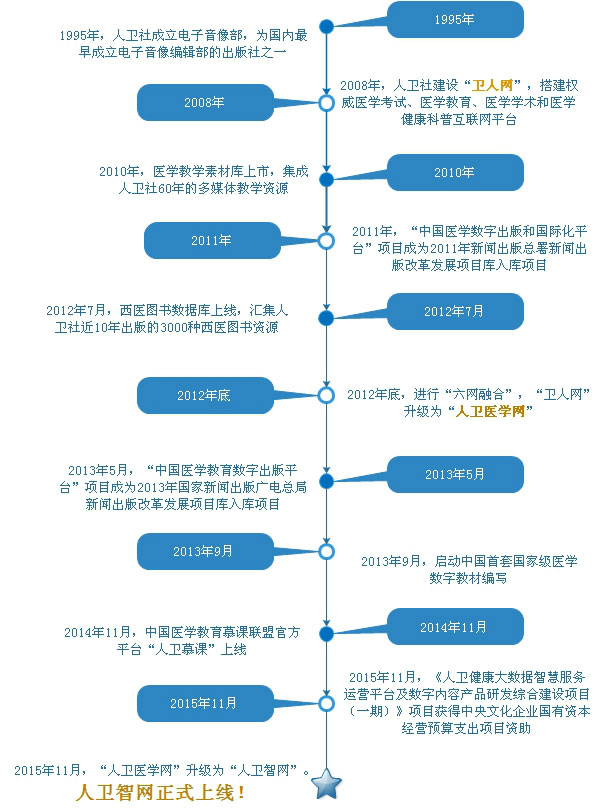 1995年
1995年，人卫社成立电子音像部，为国内最
早成立电子音像编辑部的出版社之一
2008年
2008年，人卫社建设“卫人网”，搭建权
威医学考试、医学教育、医学学术和医学
健康科普互联网平台
2010年
2010年，医学教学素材库上市，集成
人卫社60年的多媒体教学资源
2011年
2011年，“中国医学数字出版和国际化平
台”项目成为2011年新闻出版总署新闻出
版改革发展项目库入库项目
2012年7月
2012年7月，西医图书数据库上线，汇集人
卫社近10年出版的3000种西医图书资源
2012年底
2012年底，进行“六网融合”，“卫人网”
升级为“人卫医学网”
2013年5月
2013年5月，“中国医学教育数字出版平
台”项目成为2013年国家新闻出版广电总局
新闻出版改革发展项目库入库项目
2013年9月
2013年9月，启动中国首套国家级医学
数字教材编写
2014年11月
2014年11月，中国医学教育慕课联盟官方
平台“人卫慕课”上线
2015年11月
2015年11月，《人卫健康大数据智慧服务
运营平台及数字内容产品研发综合建设项目
（一期）》项目获得中央文化企业国有资本
经营预算支出项目资助
2015年11月，“人卫医学网”升级为“人卫智网”。
人卫智网正式上线！